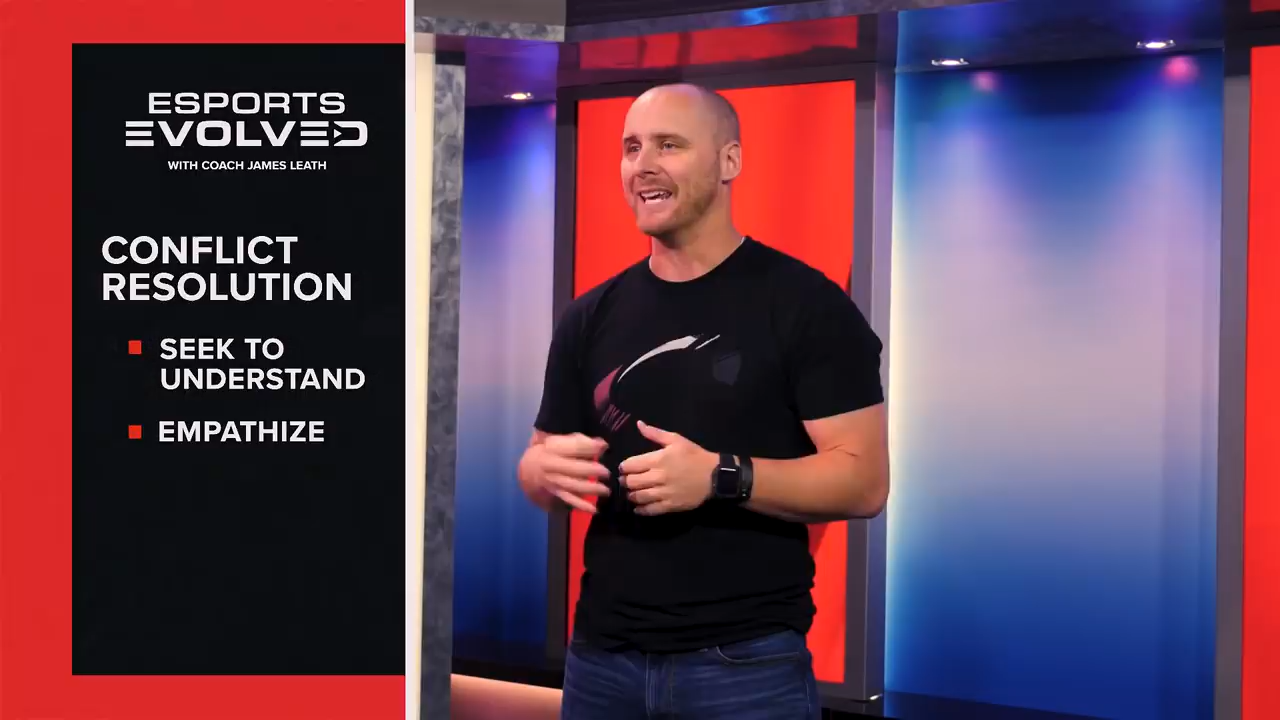 ESPORTS
EVOLVED
WITH COACH JAMES LEATH
CONFLICT
RESOLUTION
SEEK TO
UNDERSTAND
EMPATHIZE